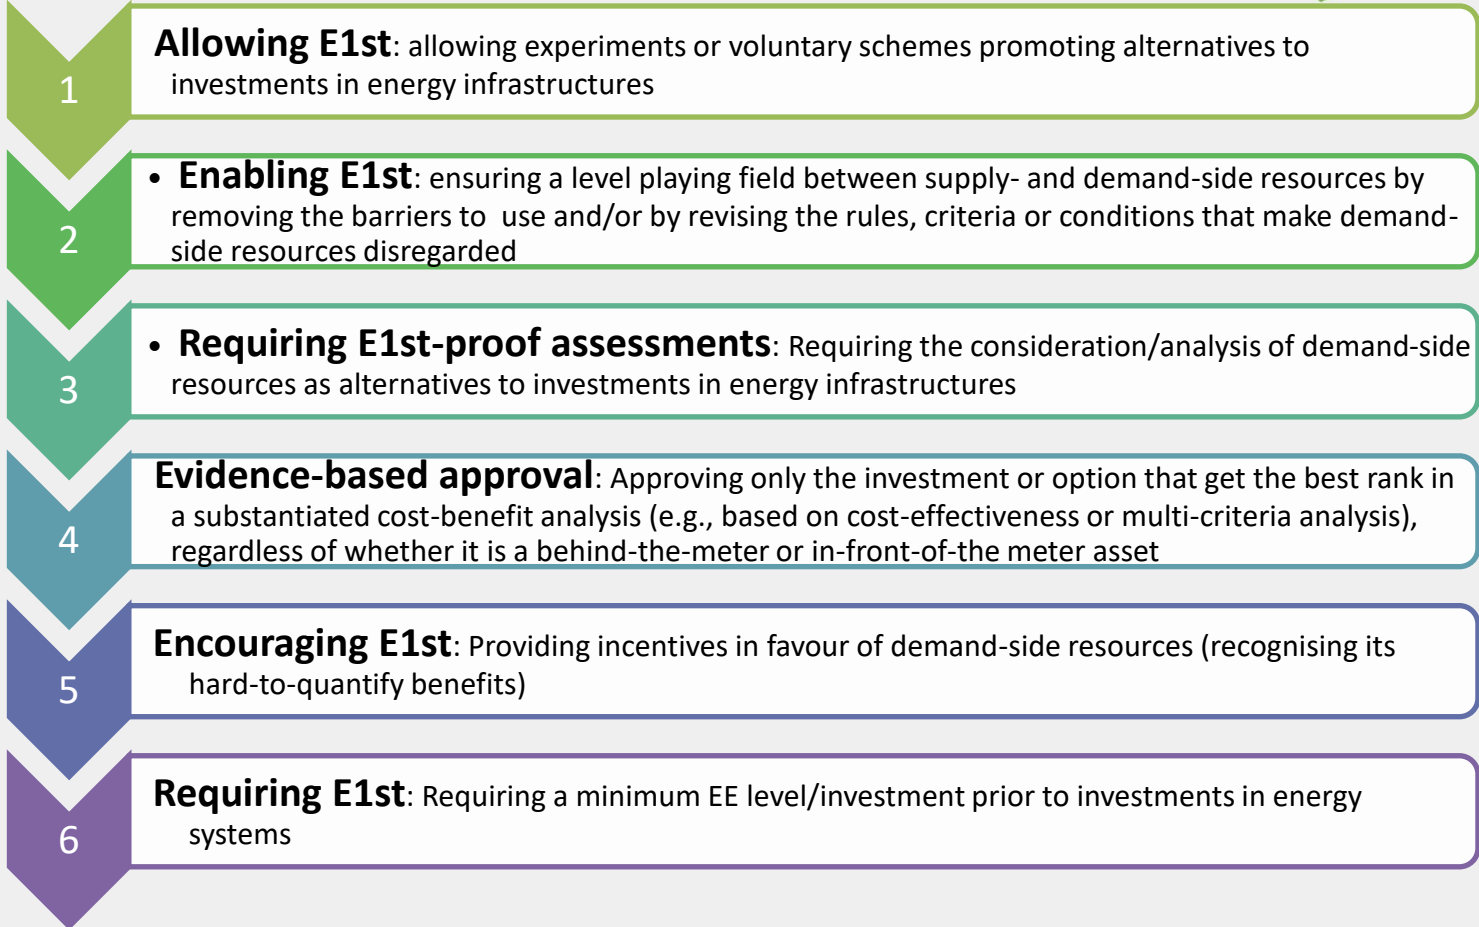 1
Allowing E1st: allowing experiments or voluntary schemes promoting alternatives to
investments in energy infrastructures
2
• Enabling E1st: ensuring a level playing field between supply- and demand-side resources by
removing the barriers to use and/or by revising the rules, criteria or conditions that make demand-
side resources disregarded
3
• Requiring E1st-proof assessments: Requiring the consideration/analysis of demand-side
resources as alternatives to investments in energy infrastructures
4
Evidence-based approval: Approving only the investment or option that get the best rank in
a substantiated cost-benefit analysis (e.g., based on cost-effectiveness or multi-criteria analysis),
regardless of whether it is a behind-the-meter or in-front-of-the meter asset
5
Encouraging E1st: Providing incentives in favour of demand-side resources (recognising its
hard-to-quantify benefits)
6
Requiring E1st: Requiring a minimum EE level/investment prior to investments in energy
systems